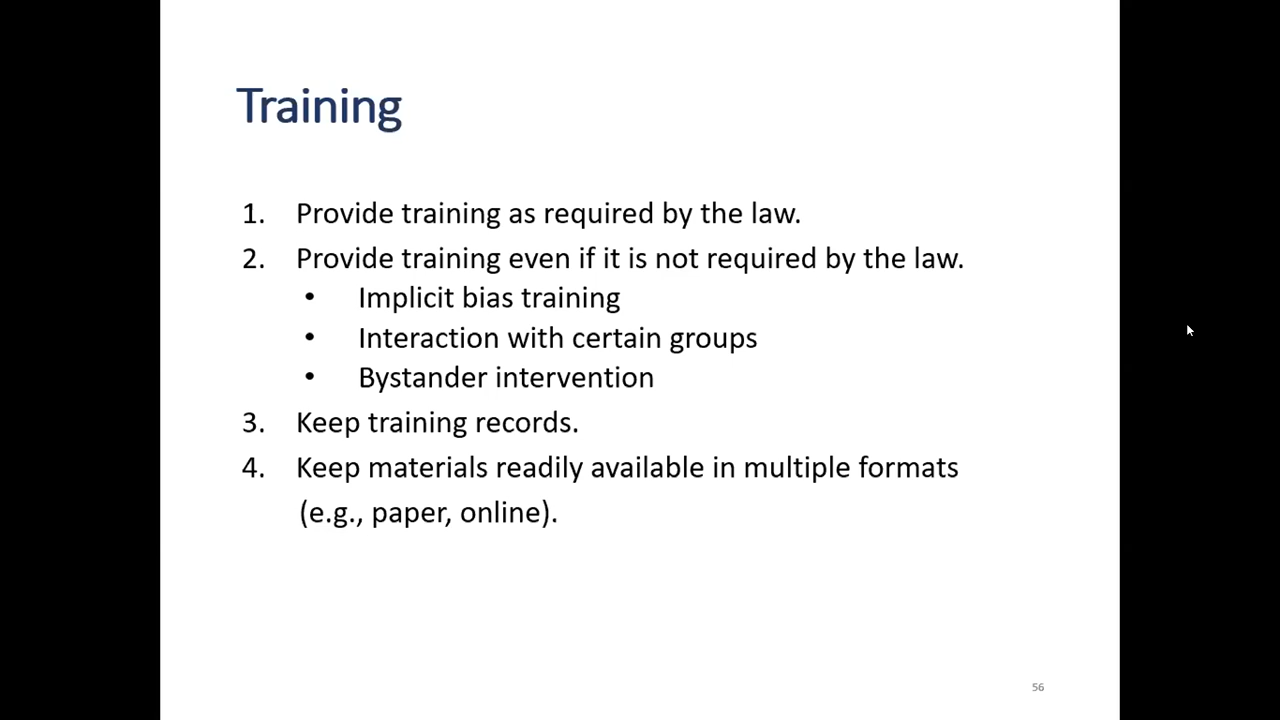 Training
1. Provide training as required by the law.
2. Provide training even if it is not required by the law.
• Implicit bias training
• Interaction with certain groups
• Bystander intervention
3. Keep training records.
4. Keep materials readily available in multiple formats
(e.g., paper, online).
56